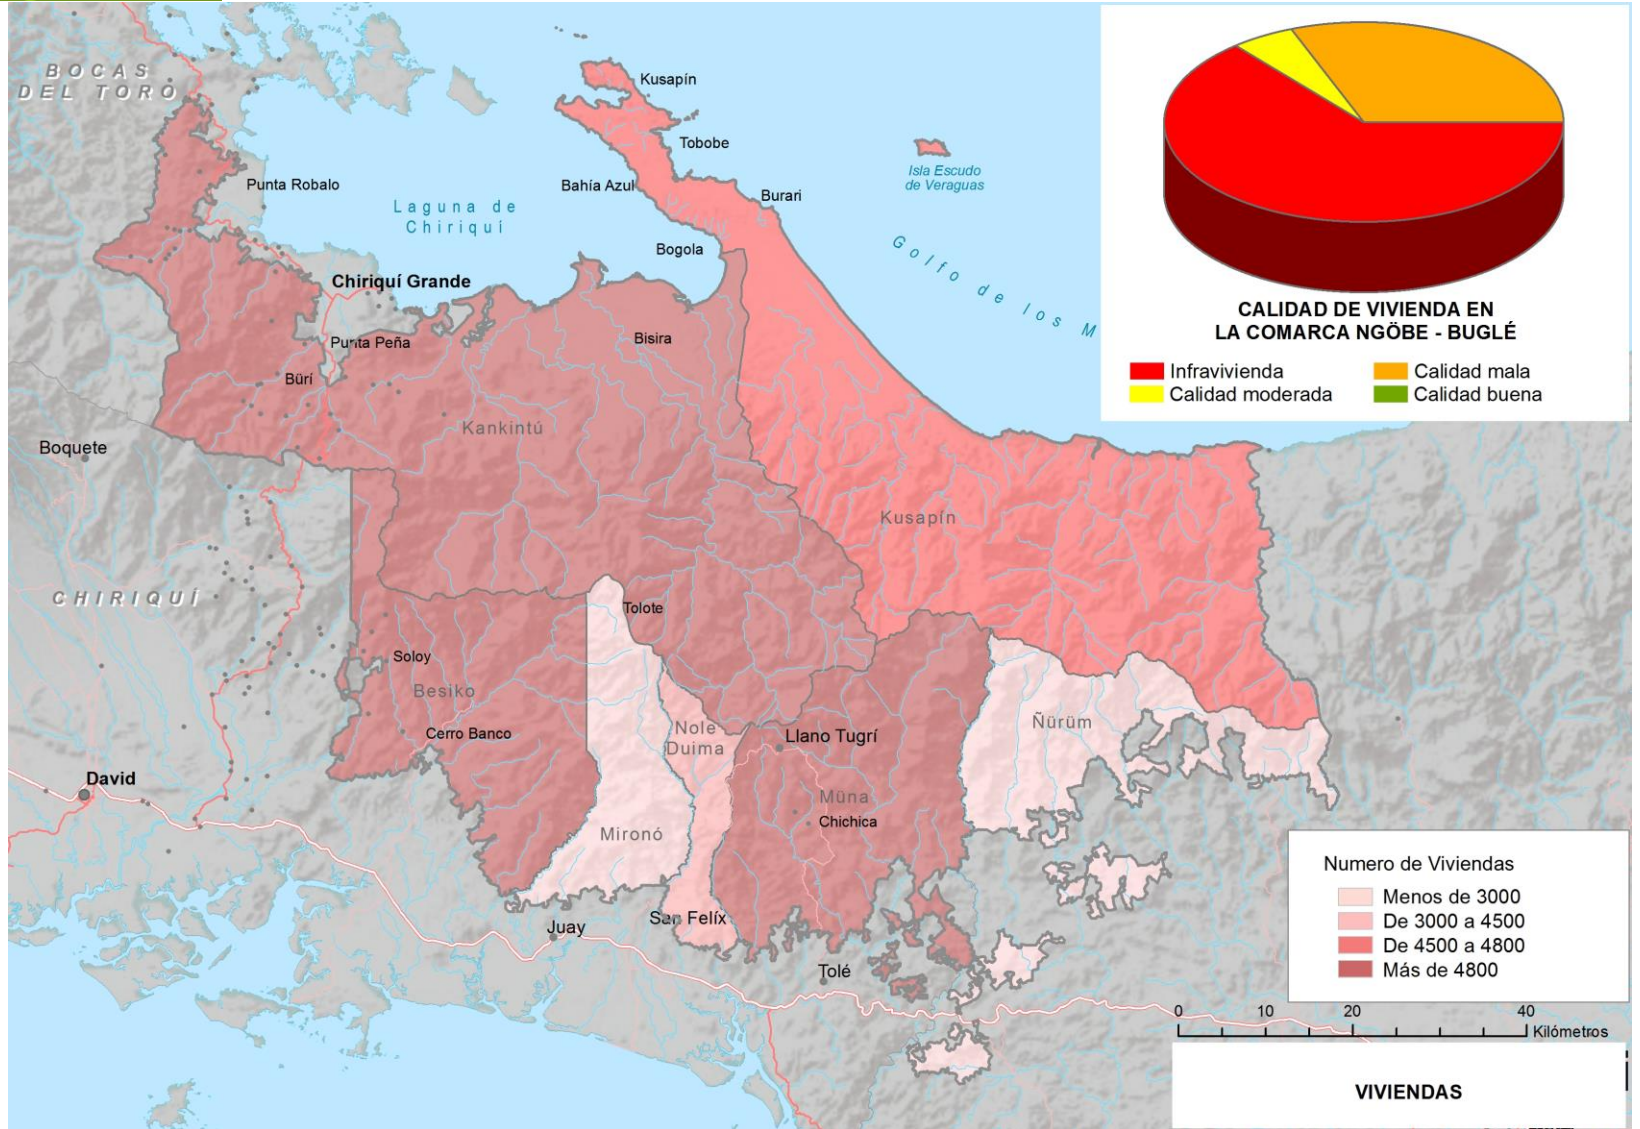 BOCAS
DEL TORO
Kusapín
Tobobe
Bahía Azul
Burari
Isla Escudo
de Veraguas
Punta Robalo
Laguna de
Chiriquí
Bogola
Golfo de los M
Chiriquí Grande
Punta Peña
Bisira
Büri
Kankintú
Boquete
Kusapín
CHIRIQUÍ
Tolote
Soloy
Besiko
Cerro Banco
Nole
Duima
Llano Tugrí
Ñürüm
David
Müna
Chichica
Mironó
San Felíx
Juay
Tolé
CALIDAD DE VIVIENDA EN
LA COMARCA NGÖBE - BUGLÉ
Infravivienda
Calidad mala
Calidad moderada
Calidad buena
Numero de Viviendas
Menos de 3000
De 3000 a 4500
De 4500 a 4800
Más de 4800
0 10 20 40
Kilómetros
VIVIENDAS